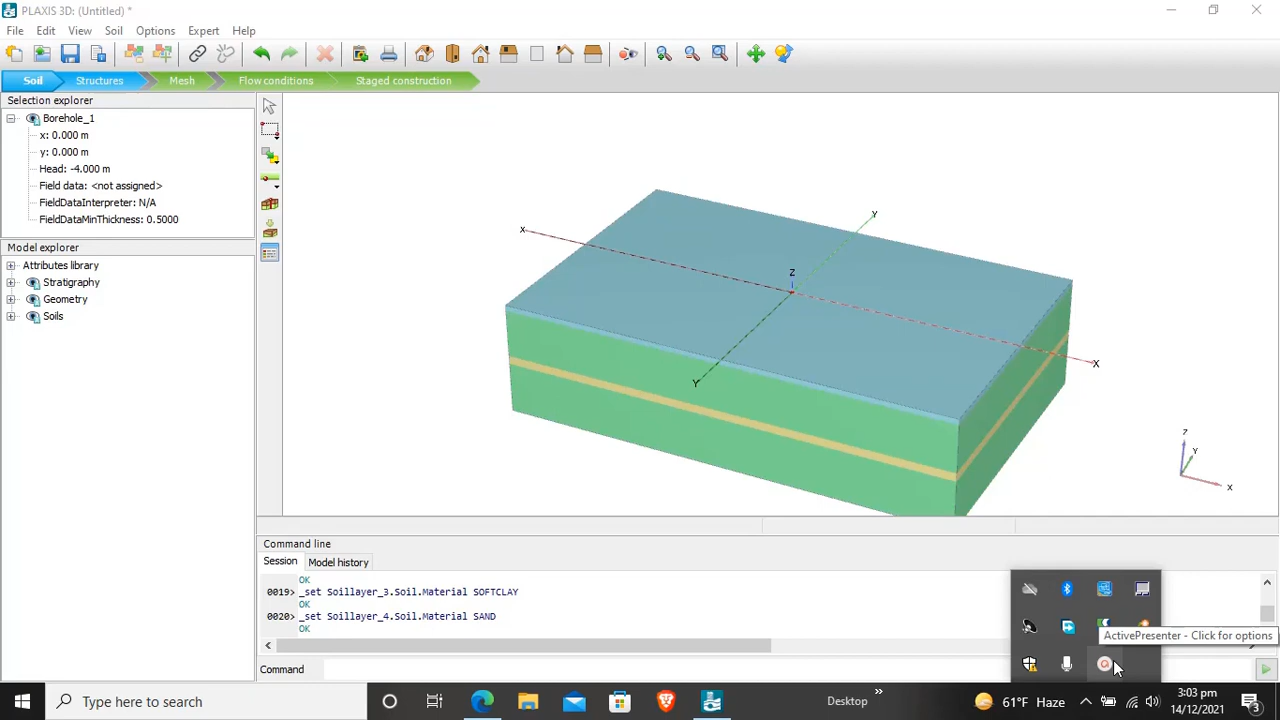 PLAXIS 3D: (Untitled) *
File Edit View Soil Options Expert Help
Soil Structures Mesh Flow conditions Staged construction
Selection explorer
Borehole_1
x: 0.000 m
y: 0.000 m
Head: -4.000 m
Field data: <not assigned>
FieldDataInterpreter: N/A
FieldDataMinThickness: 0.5000
Model explorer
Attributes library
Stratigraphy
Geometry
Soils
Y
x
Z
Y
X
Z
Y
X
Command line
Session Model history
OK
0019> _set Soillayer_3.Soil.Material SOFTCLAY
OK
0020> _set Soillayer_4.Soil.Material SAND
OK
ActivePresenter - Click for options
Command
Type here to search
Desktop
»
61°F Haze
3:03 pm
14/12/2021
3